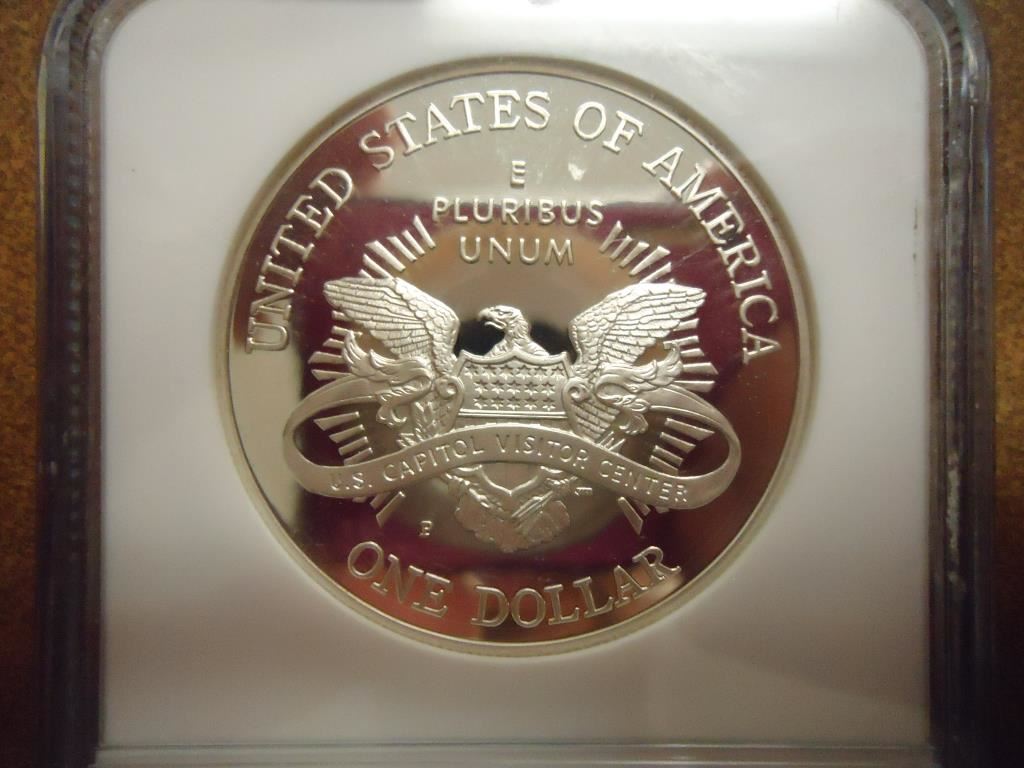 UNITED STATES OF AMERICA
E
PLURIBUS
UNUM
U.S. CAPITOL VISITOR CENTER
P
ONE DOLLAR